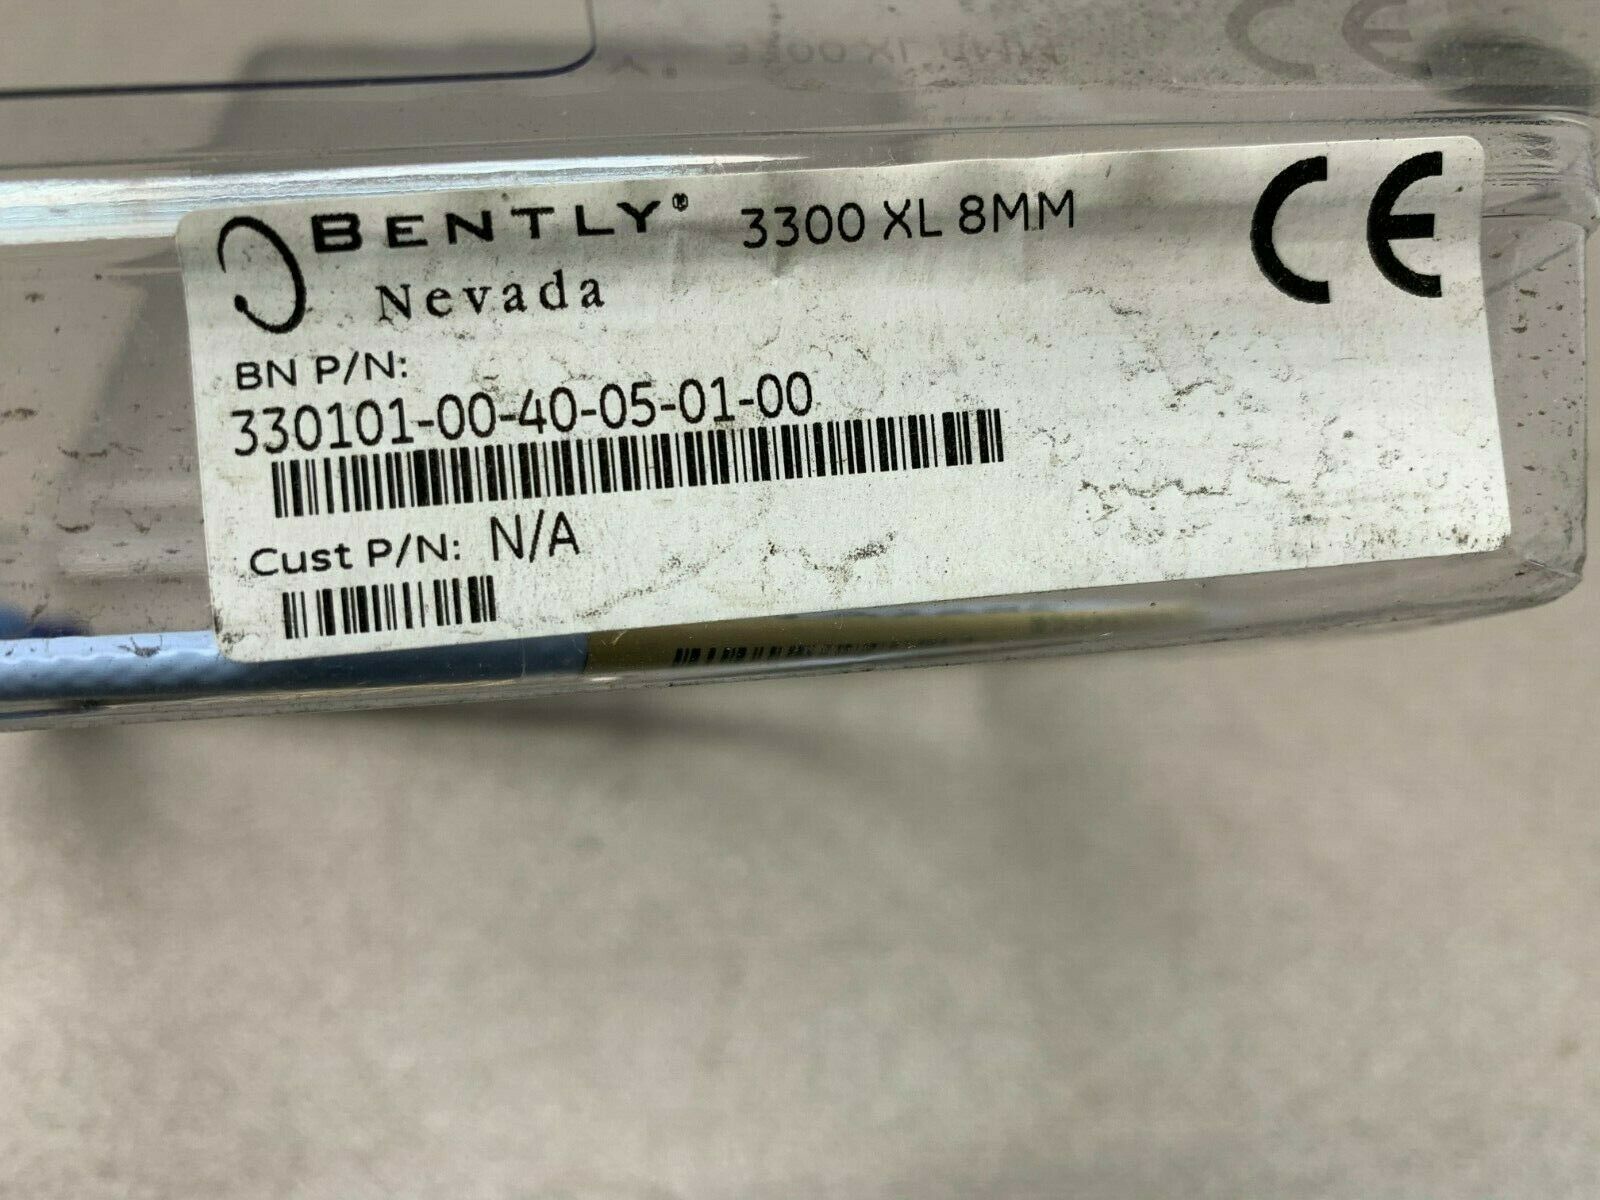 BENTLY® 3300 XL 8MM CE
Nevada
BN P/N:
330101-00-40-05-01-00
Cust P/N: N/A